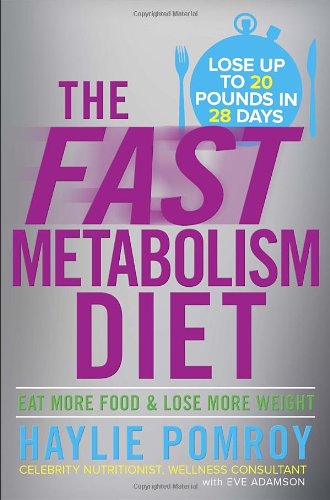 LOSE UP
TO 20
POUNDS IN
28 DAYS
THE
FAST
METABOLISM
DIET
EAT MORE FOOD & LOSE MORE WEIGHT
HAYLIE POMROY
CELEBRITY NUTRITIONIST, WELLNESS CONSULTANT
with EVE ADAMSON